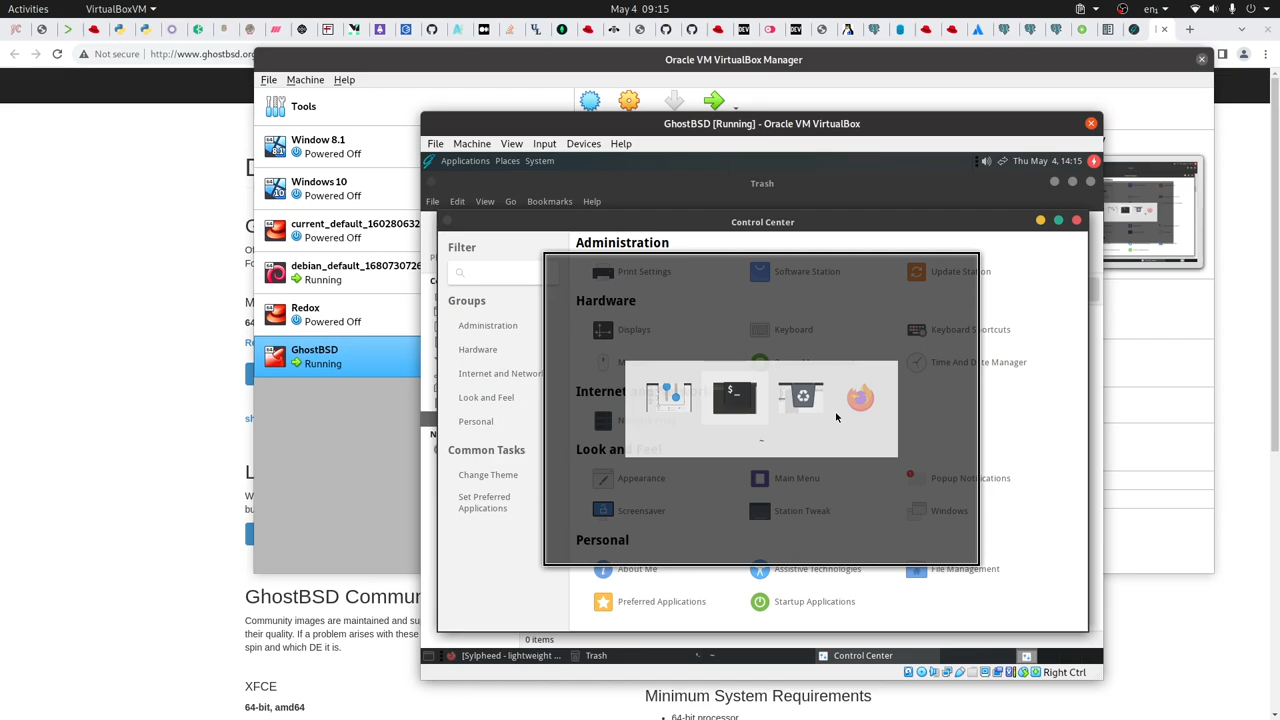 Activities
VirtualBoxVM
May 4, 09:15
en
Not secure
http://www.ghostbsd.org
Oracle VM VirtualBox Manager
File Machine Help
Tools
Window 8.1
Powered Off
Windows 10
Powered Off
current_default_160280632
Powered Off
debian_default_1680730726
Running
Redox
Powered Off
GhostBSD
Running
GhostBSD [Running] - Oracle VM VirtualBox
File Machine View Input Devices Help
Applications Places System
Thu May 4, 14:15
Trash
File Edit View Go Bookmarks Help
Control Center
Filter
Groups
Administration
Hardware
Internet and Network
Look and Feel
Personal
Common Tasks
Change Theme
Set Preferred
Applications
Administration
Print Settings
Software Station
Update Station
Hardware
Displays
Keyboard
Keyboard Shortcuts
Time And Date Manager
Look and Feel
Appearance
Main Menu
Popup Notifications
Screensaver
Station Tweak
Windows
Personal
About Me
Assistive Technologies
File Management
Preferred Applications
Startup Applications
$_
~
0 items
[Sylpheed - lightweight ...
Trash
~
Control Center
Right Ctrl
GhostBSD Commu
Community images are maintained and su
their quality. If a problem arises with these
spin and which DE it is.
XFCE
64-bit, amd64
Minimum System Requirements
64-bit processor